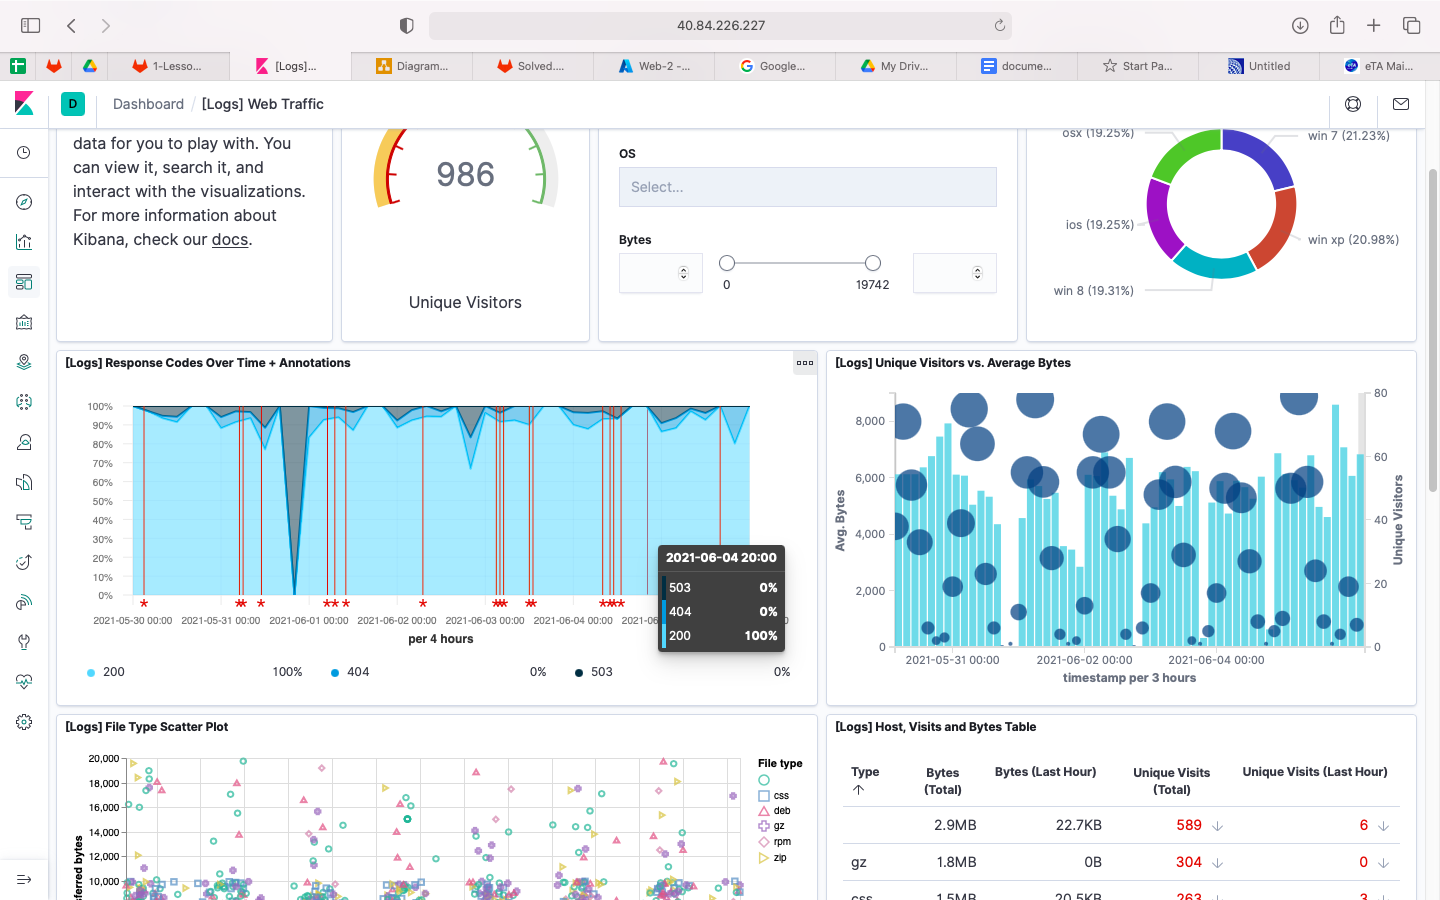 40.84.226.227
1-Lesso...
[Logs]...
Diagram...
Solved....
Web-2 -...
Google...
My Driv...
docume...
Start Pa...
Untitled
eTA Mai...
D
Dashboard / [Logs] Web Traffic
data for you to play with. You
can view it, search it, and
interact with the visualizations.
For more information about
Kibana, check our docs.
986
Unique Visitors
OS
Select...
Bytes
0
19742
osx (19.25%)
win 7 (21.23%)
ios (19.25%)
win xp (20.98%)
win 8 (19.31%)
[Logs] Response Codes Over Time + Annotations
100%
90%
80%
70%
60%
50%
40%
30%
20%
10%
0%
2021-05-30 00:00
2021-05-31 00:00
2021-06-01 00:00
2021-06-02 00:00
2021-06-03 00:00
2021-06-04 00:00
per 4 hours
2021-06-04 20:00
503 0%
404 0%
200 100%
200 100%
404 0%
503 0%
[Logs] Unique Visitors vs. Average Bytes
8,000
6,000
4,000
2,000
0
Avg. Bytes
80
60
40
20
0
Unique Visitors
2021-05-31 00:00
2021-06-02 00:00
2021-06-04 00:00
timestamp per 3 hours
[Logs] File Type Scatter Plot
20,000
18,000
16,000
14,000
12,000
10,000
sferred bytes
File type
css
deb
gz
rpm
zip
[Logs] Host, Visits and Bytes Table
Type
Bytes (Total)
Bytes (Last Hour)
Unique Visits (Total)
Unique Visits (Last Hour)
2.9MB 22.7KB 589 6
gz 1.8MB 0B 304 0
css 1.5MB 20.5KB 263 3